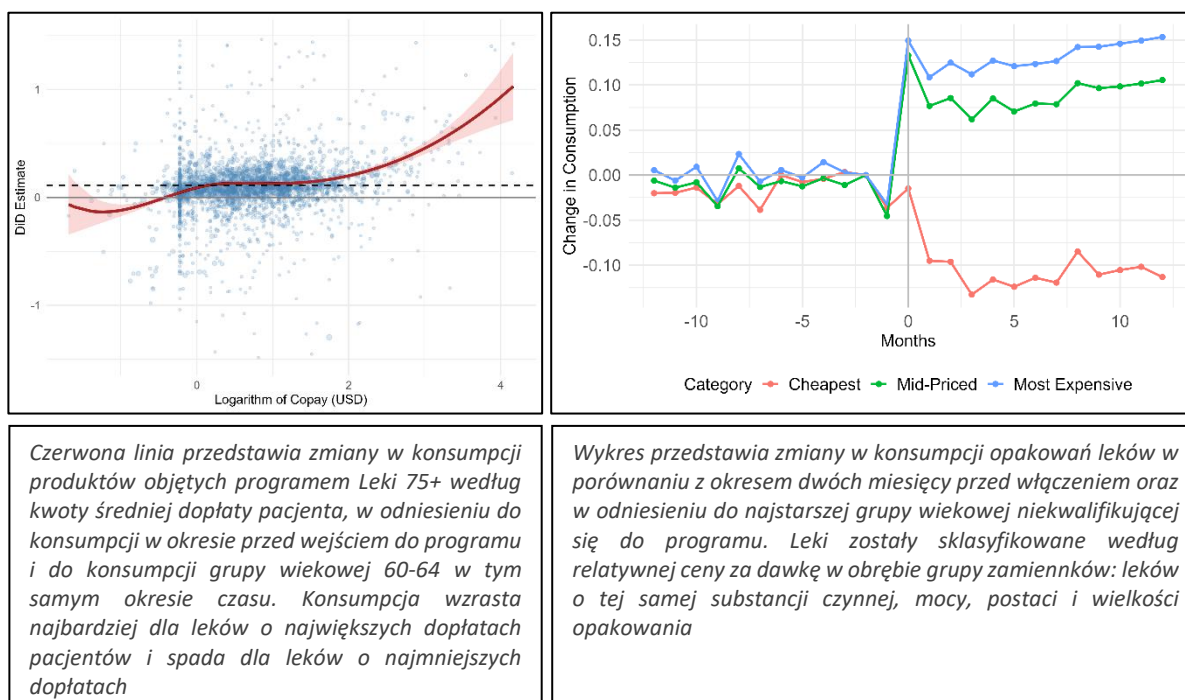 1
0
-1
DiD Estimate
0
2
4
Logarithm of Copay (USD)
0.15
0.10
0.05
0.00
-0.05
-0.10
Change in Consumption
-10
-5
0
5
10
Months
Category
Cheapest
Mid-Priced
Most Expensive
Czerwona linia przedstawia zmiany w konsumpcji
produktów objętych programem Leki 75+ według
kwoty średniej dopłaty pacjenta, w odniesieniu do
konsumpcji w okresie przed wejściem do programu
i do konsumpcji grupy wiekowej 60-64 w tym
samym okresie czasu. Konsumpcja wzrasta
najbardziej dla leków o największych dopłatach
pacjentów i spada dla leków o najmniejszych
dopłatach
Wykres przedstawia zmiany w konsumpcji opakowań leków w
porównaniu z okresem dwóch miesięcy przed włączeniem oraz
w odniesieniu do najstarszej grupy wiekowej niekwalifikującej
się do programu. Leki zostały sklasyfikowane według
relatywnej ceny za dawkę w obrębie grupy zamiennków: leków
o tej samej substancji czynnej, mocy, postaci i wielkości
opakowania